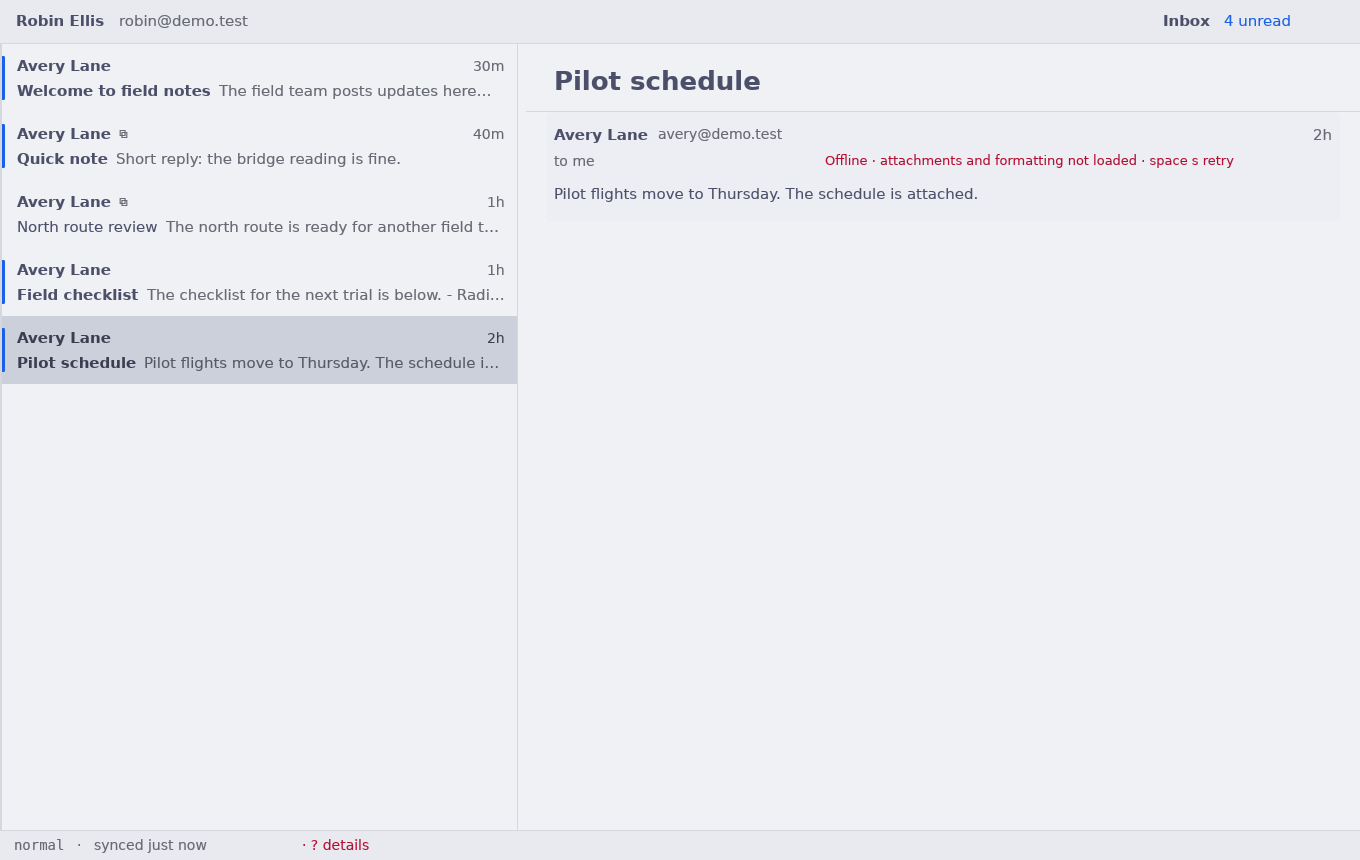 Robin Ellis robin@demo.test
Inbox 4 unread
Avery Lane 30m
Welcome to field notes The field team posts updates here…
Avery Lane 40m
Quick note Short reply: the bridge reading is fine.
Avery Lane 1h
North route review The north route is ready for another field t…
Avery Lane 1h
Field checklist The checklist for the next trial is below. - Radi…
Avery Lane 2h
Pilot schedule Pilot flights move to Thursday. The schedule i…
Pilot schedule
Avery Lane avery@demo.test 2h
to me Offline · attachments and formatting not loaded · space s retry
Pilot flights move to Thursday. The schedule is attached.
normal · synced just now · ? details